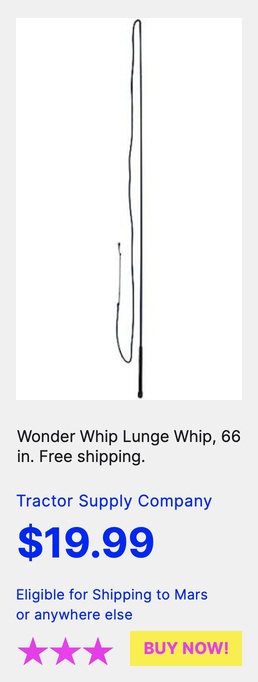 Wonder Whip Lunge Whip, 66
in. Free shipping.
Tractor Supply Company
$19.99
Eligible for Shipping to Mars
or anywhere else
BUY NOW!